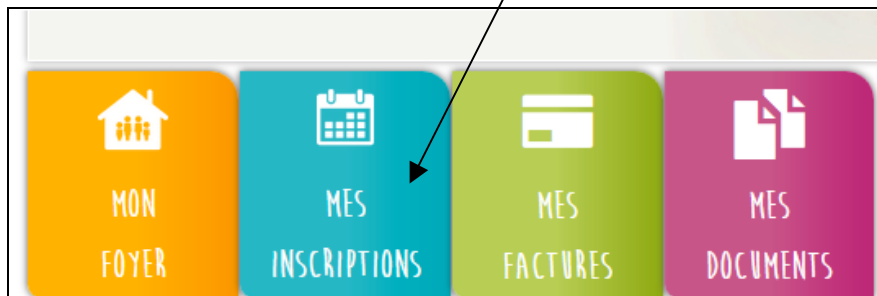 MON
FOYER
MES
INSCRIPTIONS
MES
FACTURES
MES
DOCUMENTS